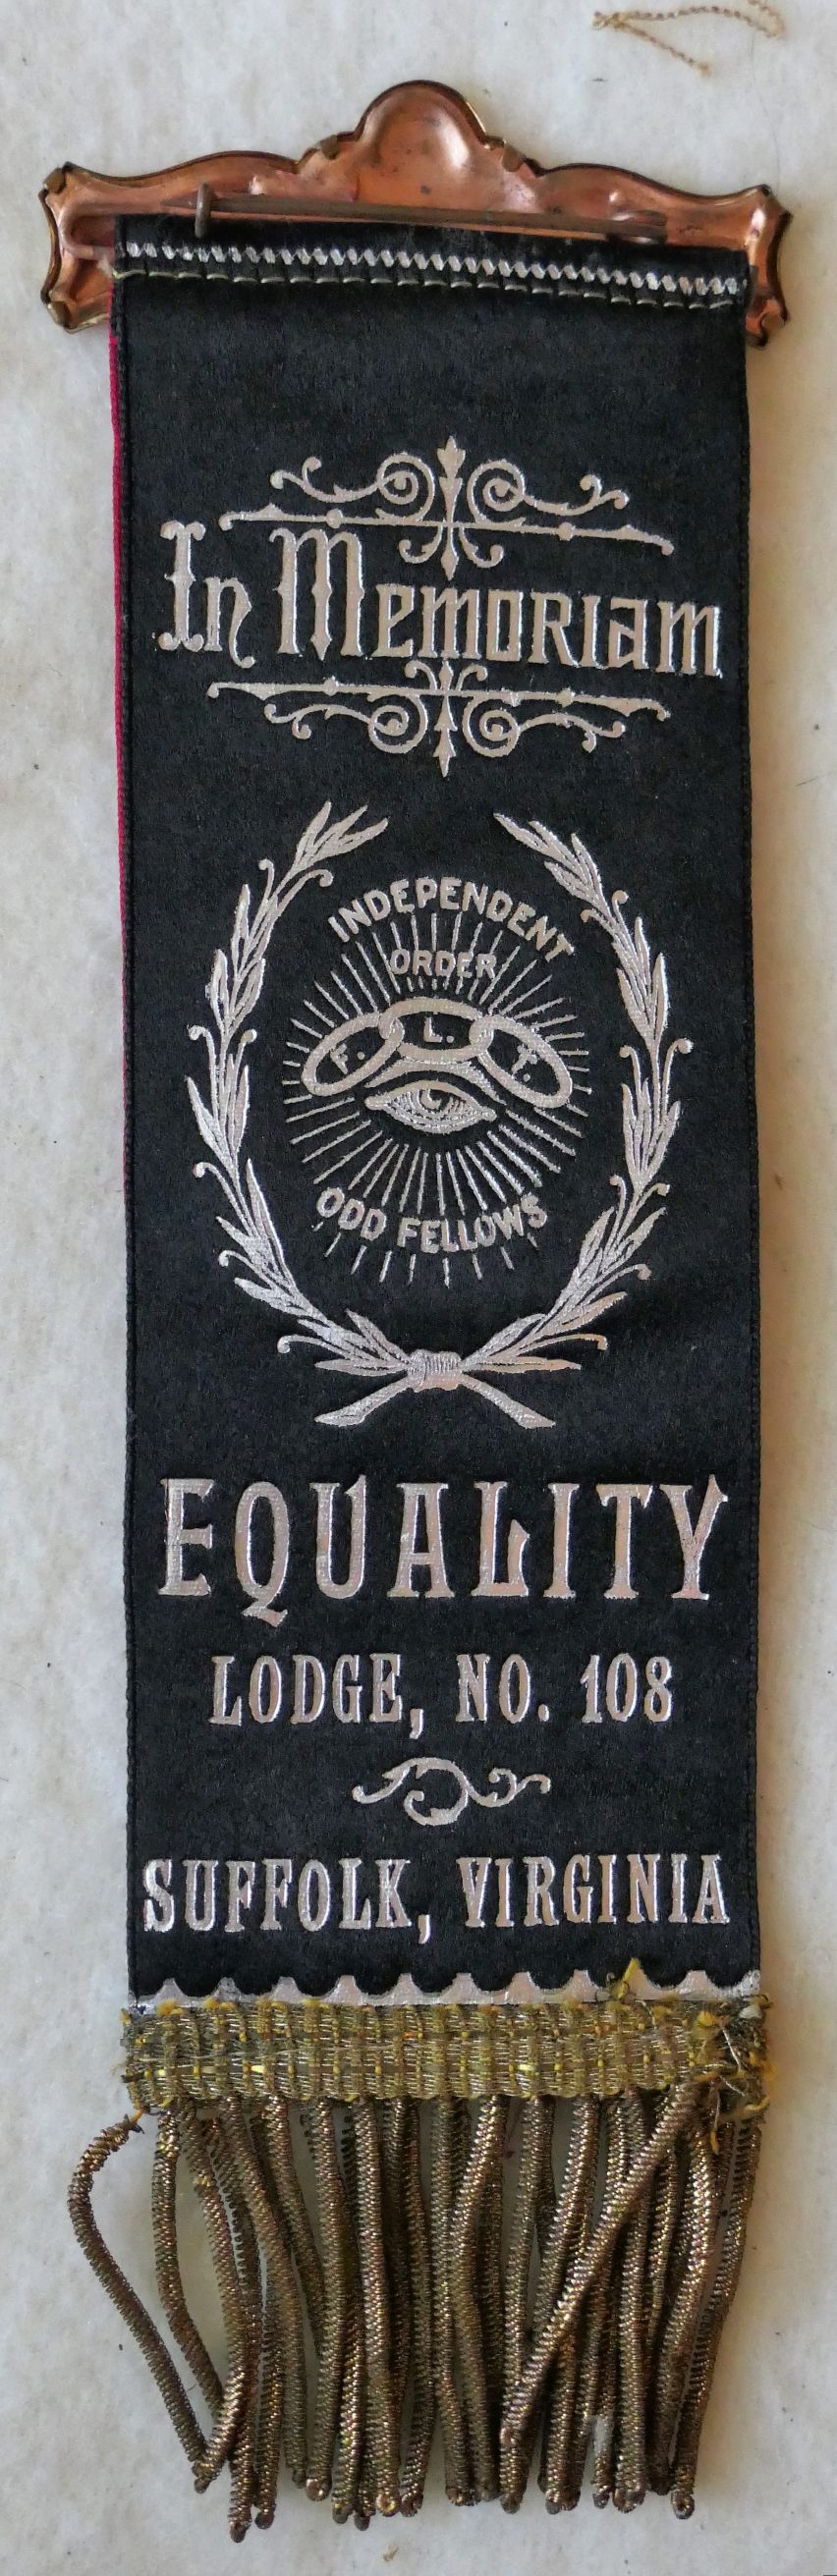 In Memoriam
INDEPENDENT
ORDER
F. L. T.
ODD FELLOWS
EQUALITY
LODGE, NO. 108
SUFFOLK, VIRGINIA